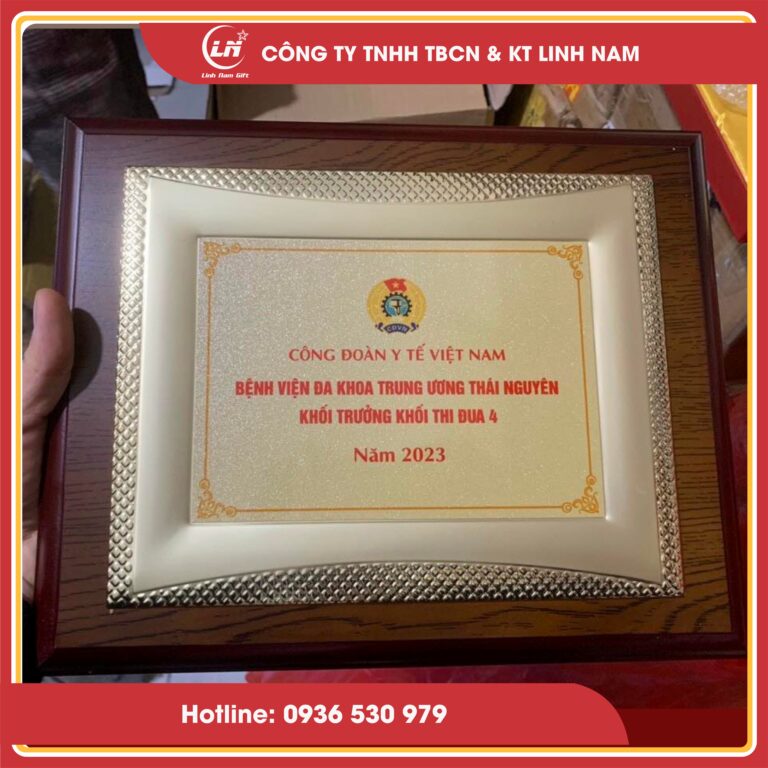 LN
Linh Nam Gift
CÔNG TY TNHH TBCN & KT LINH NAM
CĐVN
CÔNG ĐOÀN Y TẾ VIỆT NAM
BỆNH VIỆN ĐA KHOA TRUNG ƯƠNG THÁI NGUYÊN
KHỐI TRƯỞNG KHỐI THI ĐUA 4
Năm 2023
Hotline: 0936 530 979